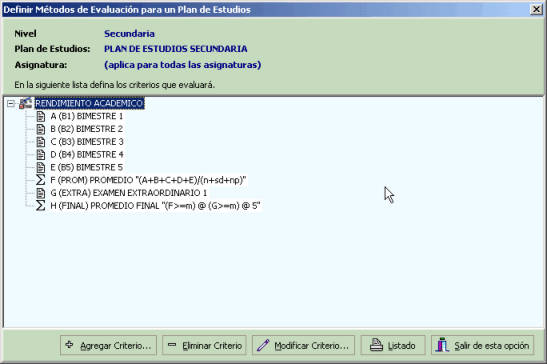 Definir Métodos de Evaluación para un Plan de Estudios
Nivel Secundaria
Plan de Estudios: PLAN DE ESTUDIOS SECUNDARIA
Asignatura: (aplica para todas las asignaturas)
En la siguiente lista defina los criterios que evaluará.
RENDIMIENTO ACADEMICO
A (B1) BIMESTRE 1
B (B2) BIMESTRE 2
C (B3) BIMESTRE 3
D (B4) BIMESTRE 4
E (B5) BIMESTRE 5
F (PROM) PROMEDIO "(A+B+C+D+E)/(n+sd+np)"
G (EXTRA) EXAMEN EXTRAORDINARIO 1
H (FINAL) PROMEDIO FINAL "(F>=m) @ (G>=m) @ 5"
Agregar Criterio... Eliminar Criterio Modificar Criterio... Listado Salir de esta opción